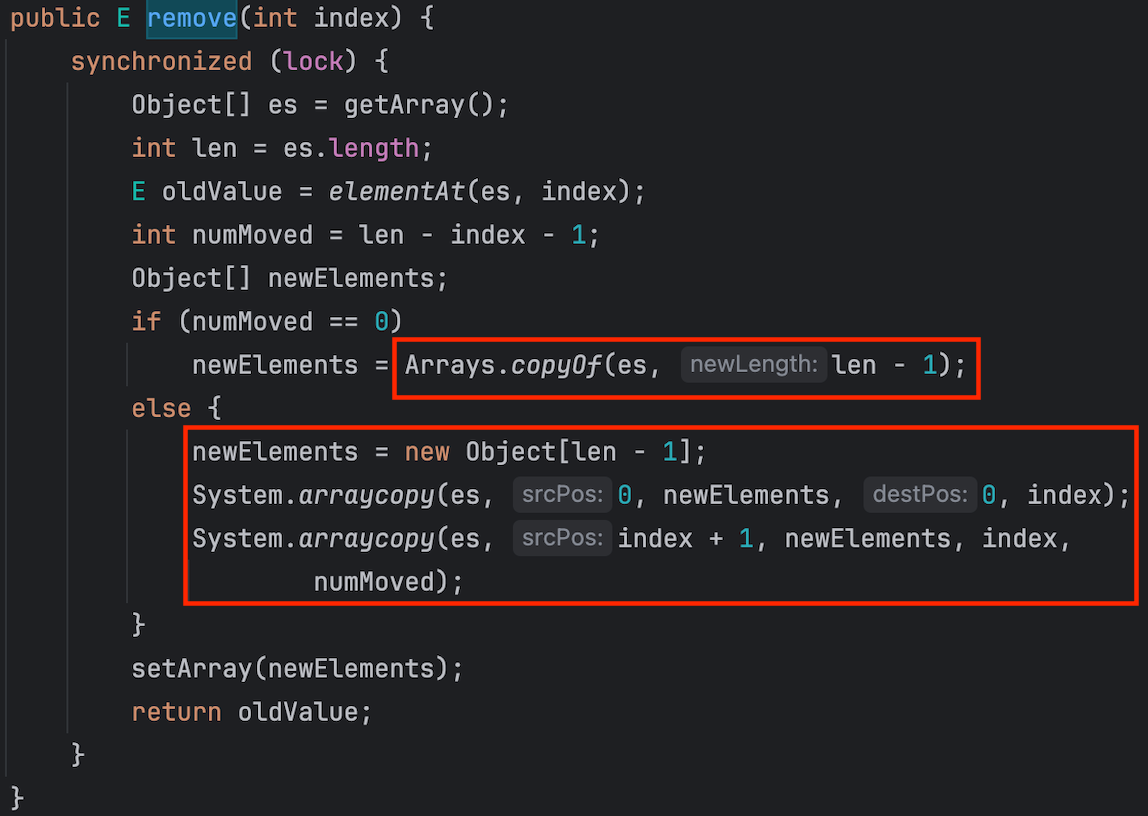 public E remove(int index) {
synchronized (lock) {
Object[] es = getArray();
int len = es.length;
E oldValue = elementAt(es, index);
int numMoved = len - index - 1;
Object[] newElements;
if (numMoved == 0)
newElements = Arrays.copyOf(es, newLength: len - 1);
else {
newElements = new Object[len - 1];
System.arraycopy(es, srcPos: 0, newElements, destPos: 0, index);
System.arraycopy(es, srcPos: index + 1, newElements, index,
numMoved);
}
setArray(newElements);
return oldValue;
}
}